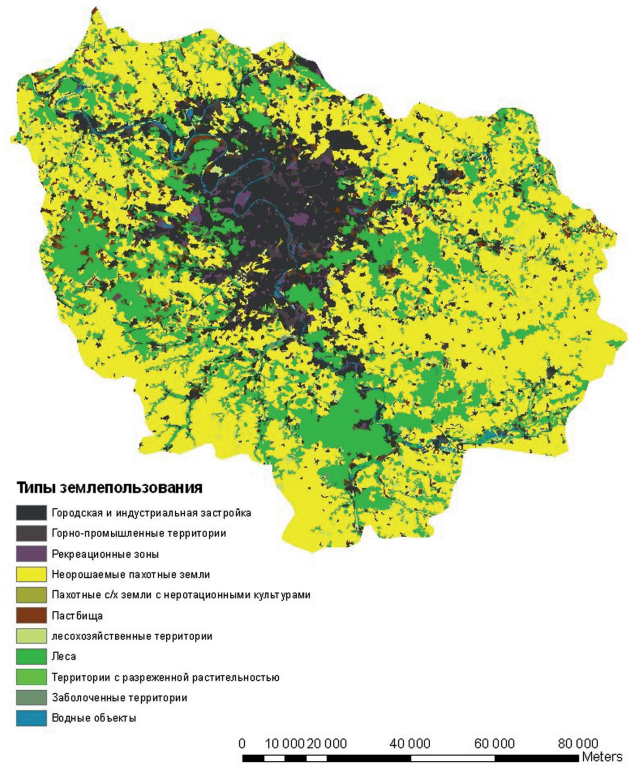 Типы землепользования
Городская и индустриальная застройка
Горно-промышленные территории
Рекреационные зоны
Неорошаемые пахотные земли
Пахотные с/х земли с неротационными культурами
Пастбища
лесохозяйственные территории
Леса
Территории с разреженной растительностью
Заболоченные территории
Водные объекты
0 10 000 20 000 40 000 60 000 80 000
Meters